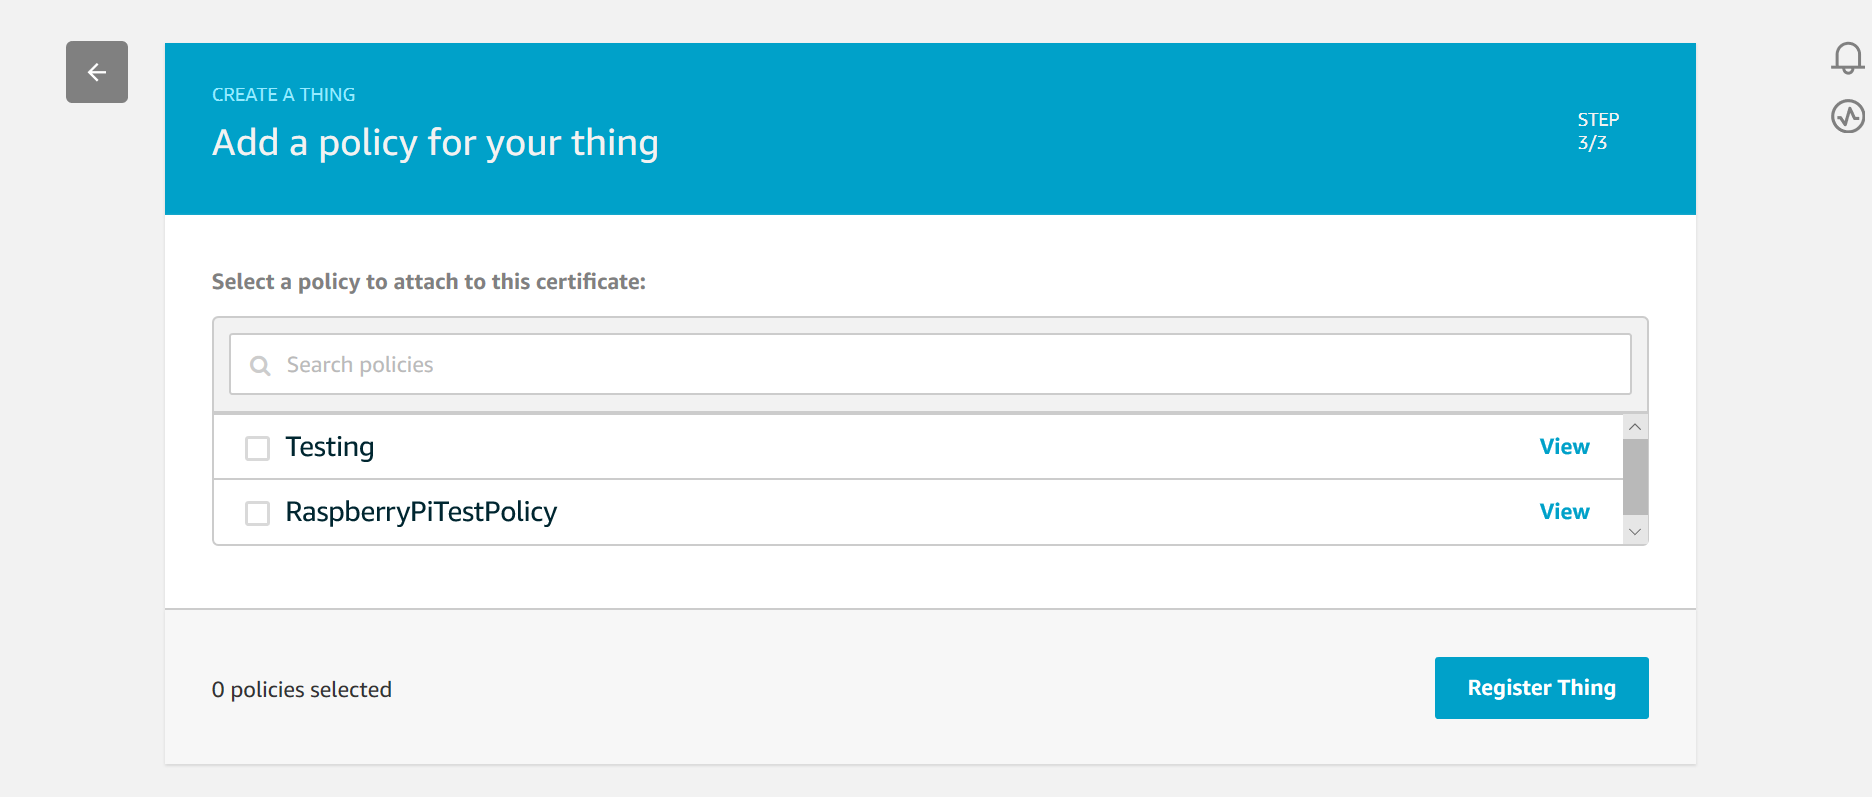 CREATE A THING
Add a policy for your thing
STEP
3/3
Select a policy to attach to this certificate:
Search policies
Testing
View
RaspberryPiTestPolicy
View
0 policies selected
Register Thing